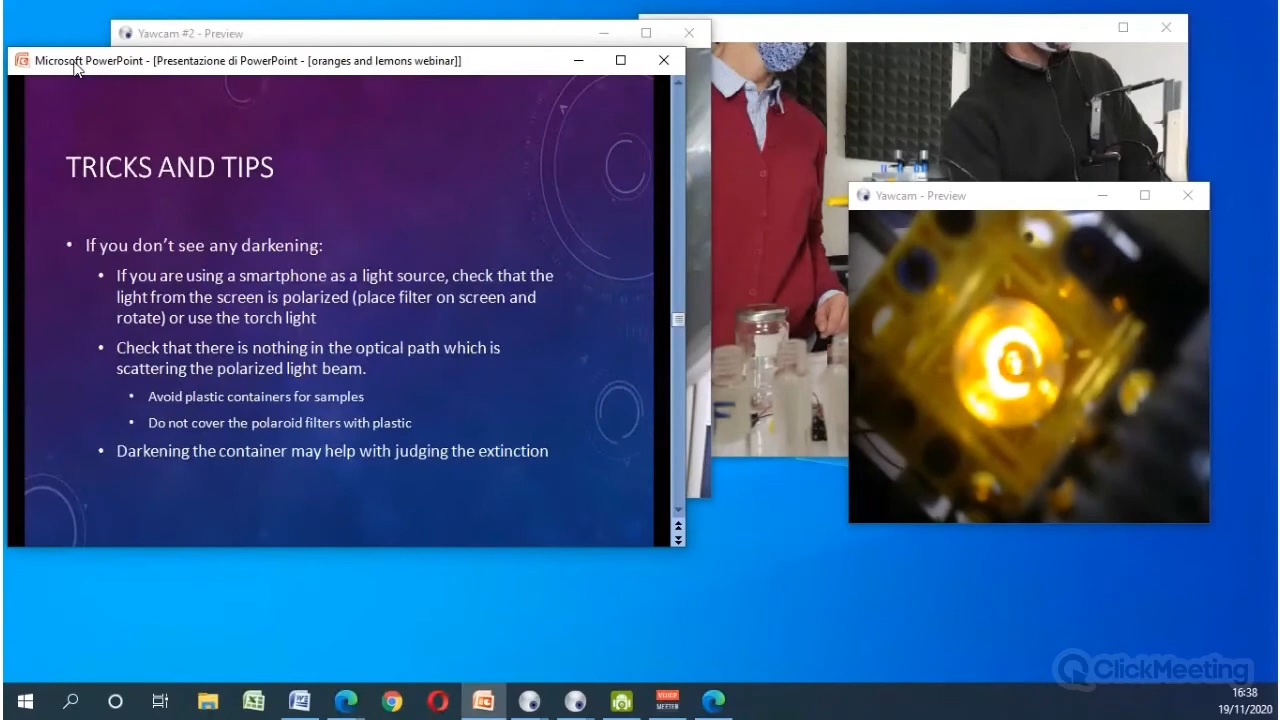 Yawcam #2 - Preview
Microsoft PowerPoint - [Presentazione di PowerPoint - [oranges and lemons webinar]]
TRICKS AND TIPS
• If you don't see any darkening:
• If you are using a smartphone as a light source, check that the
light from the screen is polarized (place filter on screen and
rotate) or use the torch light
• Check that there is nothing in the optical path which is
scattering the polarized light beam.
• Avoid plastic containers for samples
• Do not cover the polaroid filters with plastic
• Darkening the container may help with judging the extinction
Yawcam - Preview
F
ClickMeeting
VOICE
MEETER
16:38
19/11/2020